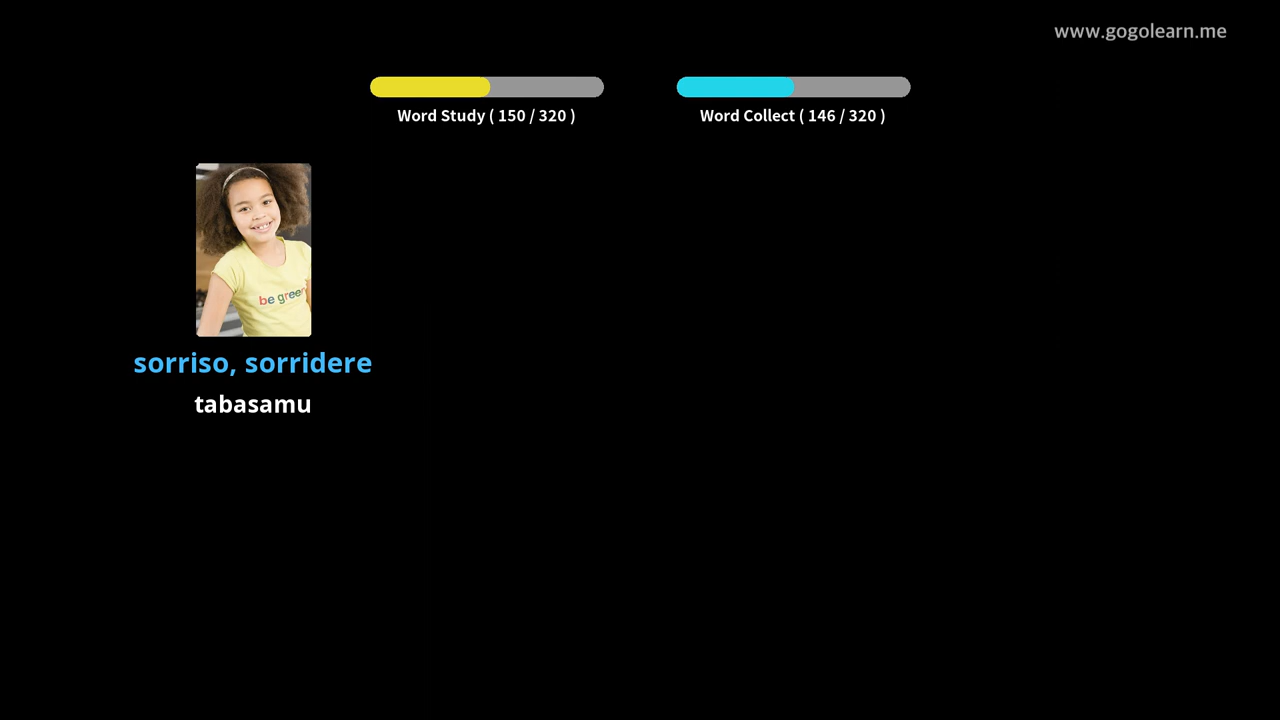 www.gogolearn.me
Word Study ( 150 / 320 )
Word Collect ( 146 / 320 )
be green
sorriso, sorridere
tabasamu